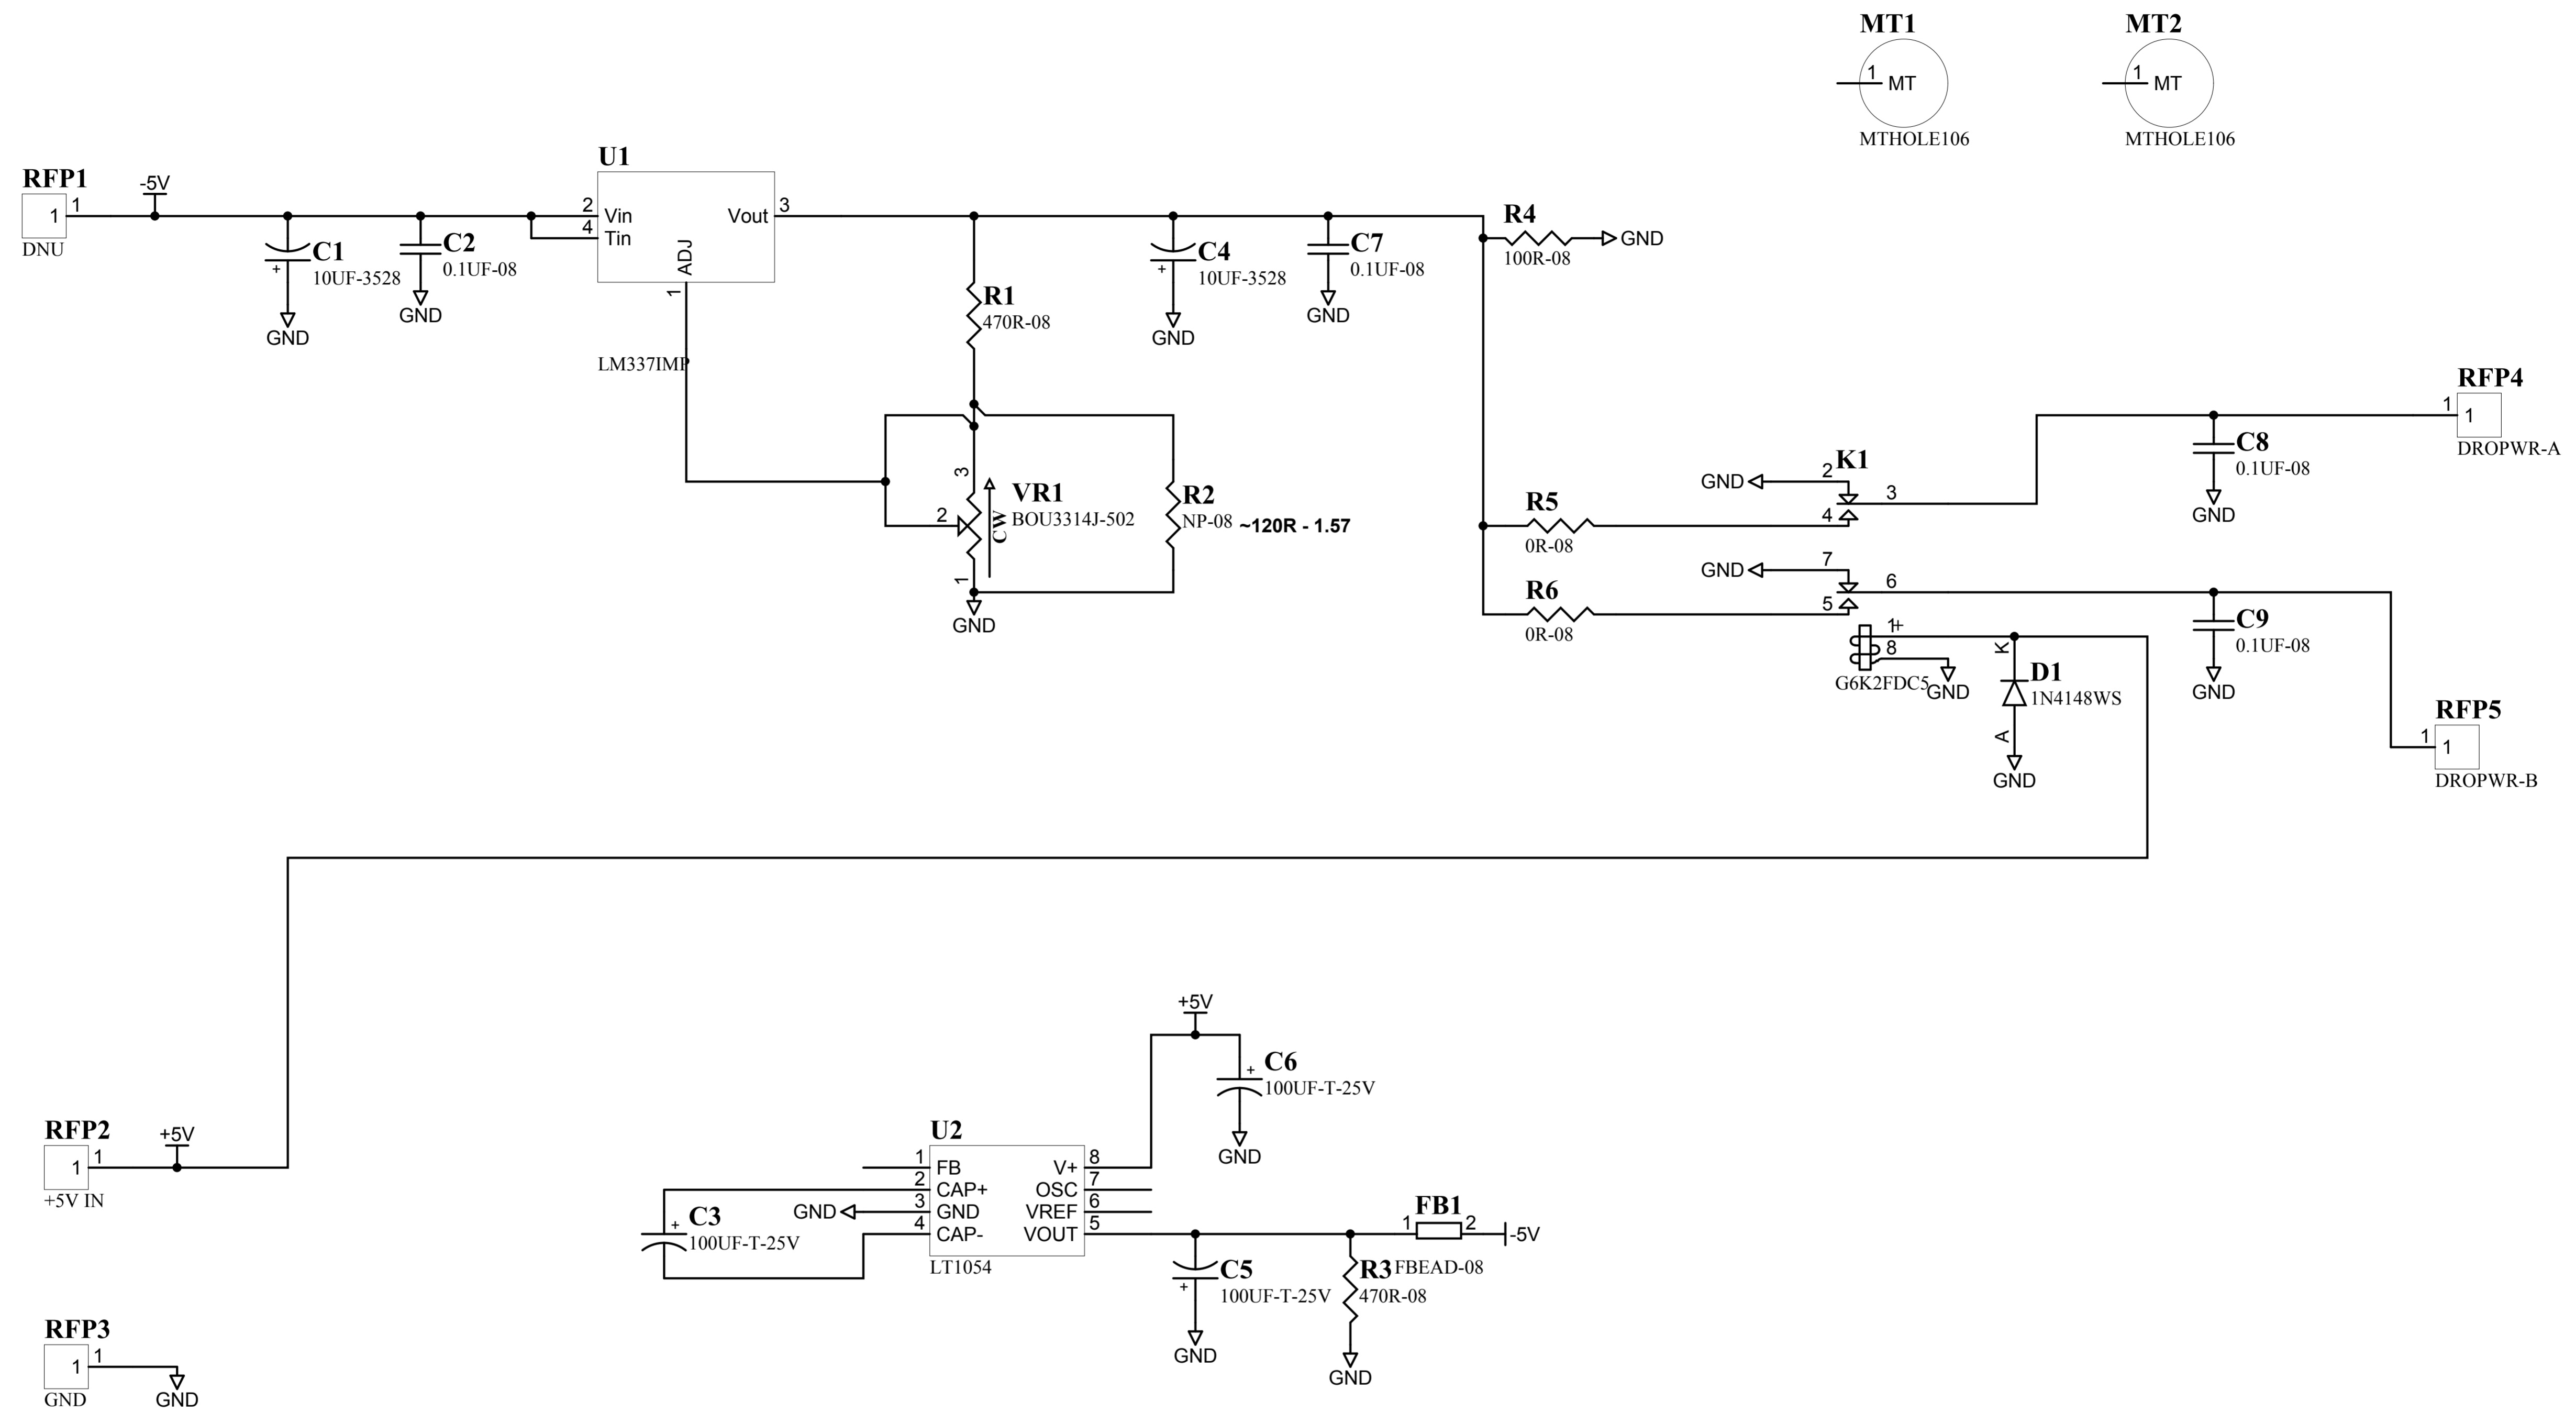 MT1
1 MT
MTHOLE106
MT2
1 MT
MTHOLE106
RFP1
1 1
DNU
-5V
C1
+
10UF-3528
GND
C2
0.1UF-08
GND
U1
2 Vin
4 Tin
Vout 3
ADJ
1
LM337IMP
R1
470R-08
C4
+
10UF-3528
GND
C7
0.1UF-08
GND
R4
100R-08
GND
3
2
1
CW
VR1
BOU3314J-502
GND
R2
NP-08
~120R - 1.57
R5
0R-08
R6
0R-08
K1
GND 2
3
4
GND 7
6
5
1+
8
G6K2FDC5
GND
K
D1
1N4148WS
A
GND
C8
0.1UF-08
GND
RFP4
1 1
DROPWR-A
C9
0.1UF-08
GND
RFP5
1 1
DROPWR-B
RFP2
1 1
+5V IN
+5V
RFP3
1 1
GND
GND
+5V
C6
+
100UF-T-25V
GND
U2
1 FB
2 CAP+
3 GND
4 CAP-
V+ 8
OSC 7
VREF 6
VOUT 5
LT1054
GND
C3
+
100UF-T-25V
C5
+
100UF-T-25V
GND
R3
470R-08
GND
FB1
1 2
FBEAD-08
-5V